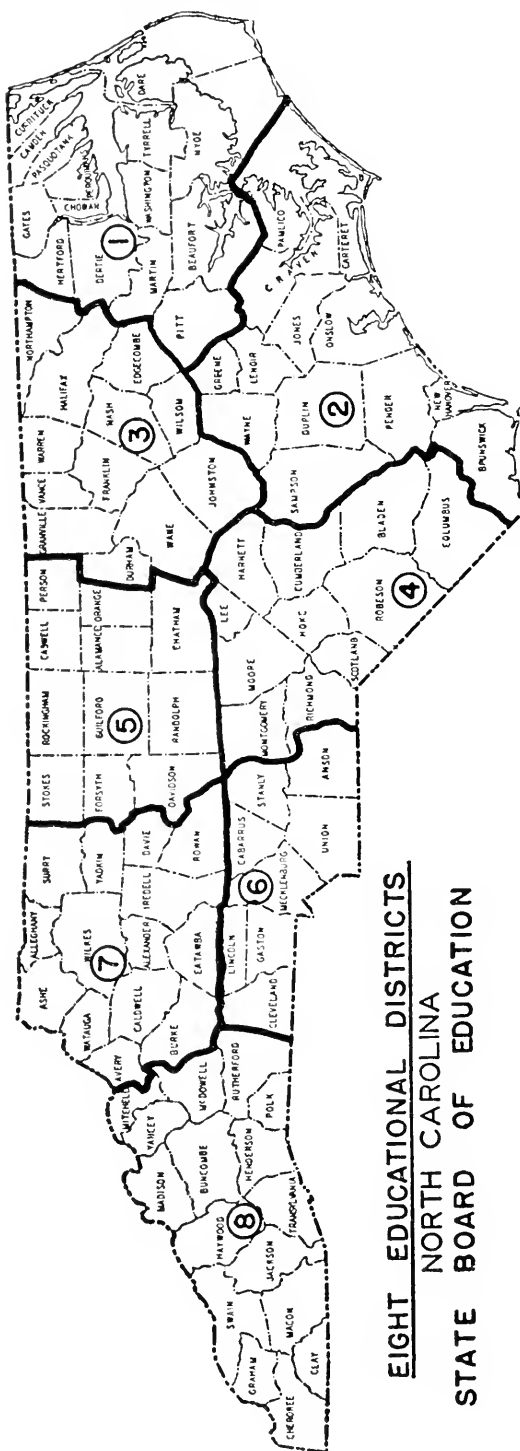 ALLEGHANY
ASHE
SURRY
STOKES
ROCKINGHAM
CASWELL
PERSON
GRANVILLE
VANCE
WARREN
NORTHAMPTON
GATES
CURRITUCK
CAMDEN
PASQUOTANK
PERQUIMANS
CHOWAN
HERTFORD
HALIFAX
WATAUGA
WILKES
7
YADKIN
FORSYTH
GUILFORD
5
ALAMANCE
ORANGE
DURHAM
FRANKLIN
NASH
3
EDGECOMBE
BERTIE
1
MARTIN
WASHINGTON
TYRRELL
DARE
MITCHELL
AVERY
CALDWELL
ALEXANDER
IREDELL
DAVIE
DAVIDSON
RANDOLPH
CHATHAM
WAKE
WILSON
PITT
BEAUFORT
HYDE
MADISON
YANCEY
BURKE
CATAWBA
ROWAN
JOHNSTON
GREENE
BUNCOMBE
MCDOWELL
LINCOLN
CABARRUS
STANLY
MONTGOMERY
MOORE
LEE
HARNETT
WAYNE
LENOIR
CRAVEN
PAMLICO
SWAIN
HAYWOOD
8
HENDERSON
RUTHERFORD
POLK
CLEVELAND
GASTON
6
MECKLENBURG
UNION
ANSON
RICHMOND
HOKE
CUMBERLAND
SAMPSON
DUPLIN
2
JONES
ONSLOW
CARTERET
GRAHAM
JACKSON
TRANSYLVANIA
MACON
CHEROKEE
CLAY
SCOTLAND
ROBESON
4
BLADEN
PENDER
NEW HANOVER
COLUMBUS
BRUNSWICK
EIGHT EDUCATIONAL DISTRICTS
NORTH CAROLINA
STATE BOARD OF EDUCATION